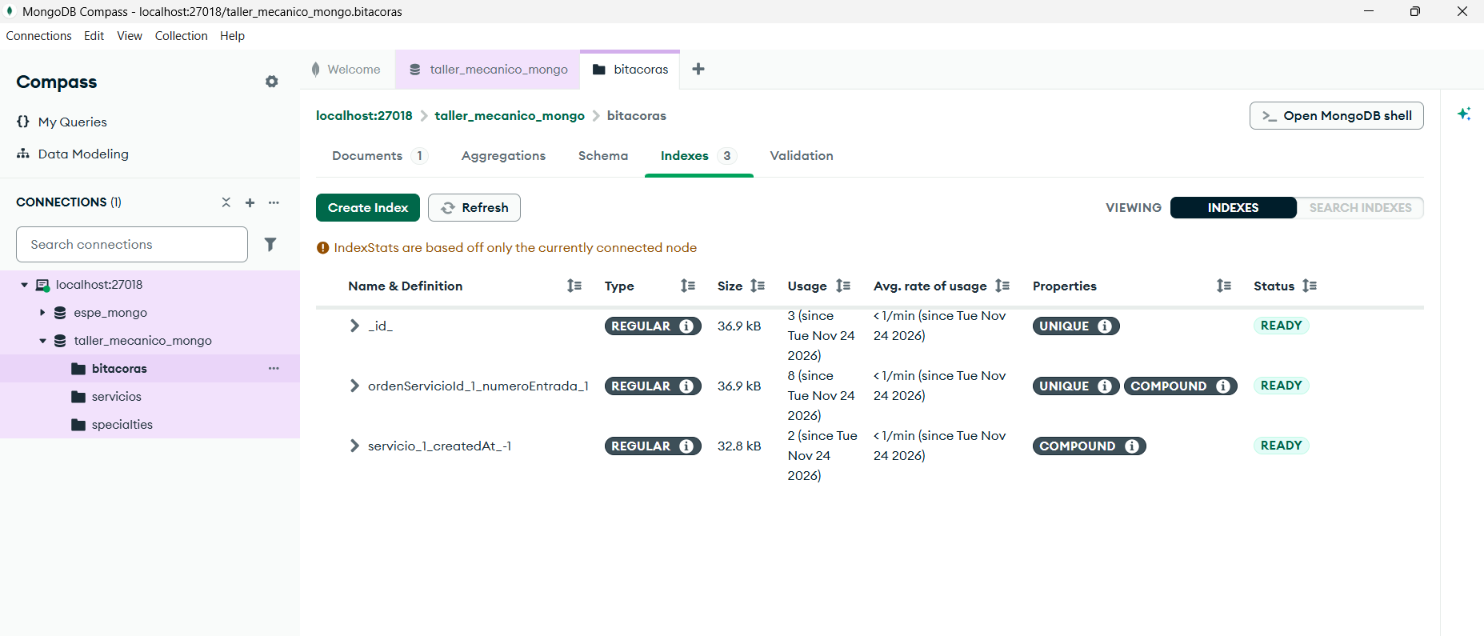 MongoDB Compass - localhost:27018/taller_mecanico_mongo.bitacoras
Connections Edit View Collection Help
Compass
My Queries
Data Modeling
CONNECTIONS (1)
Search connections
localhost:27018
espe_mongo
taller_mecanico_mongo
bitacoras
servicios
specialties
Welcome taller_mecanico_mongo bitacoras
localhost:27018 > taller_mecanico_mongo > bitacoras
>_ Open MongoDB shell
Documents 1 Aggregations Schema Indexes 3 Validation
Create Index Refresh
VIEWING INDEXES SEARCH INDEXES
IndexStats are based off only the currently connected node
Name & Definition Type Size Usage Avg. rate of usage Properties Status
_id_ REGULAR 36.9 kB 3 (since Tue Nov 24 2026) < 1/min (since Tue Nov 24 2026) UNIQUE READY
ordenServicioId_1_numeroEntrada_1 REGULAR 36.9 kB 8 (since Tue Nov 24 2026) < 1/min (since Tue Nov 24 2026) UNIQUE COMPOUND READY
servicio_1_createdAt_-1 REGULAR 32.8 kB 2 (since Tue Nov 24 2026) < 1/min (since Tue Nov 24 2026) COMPOUND READY